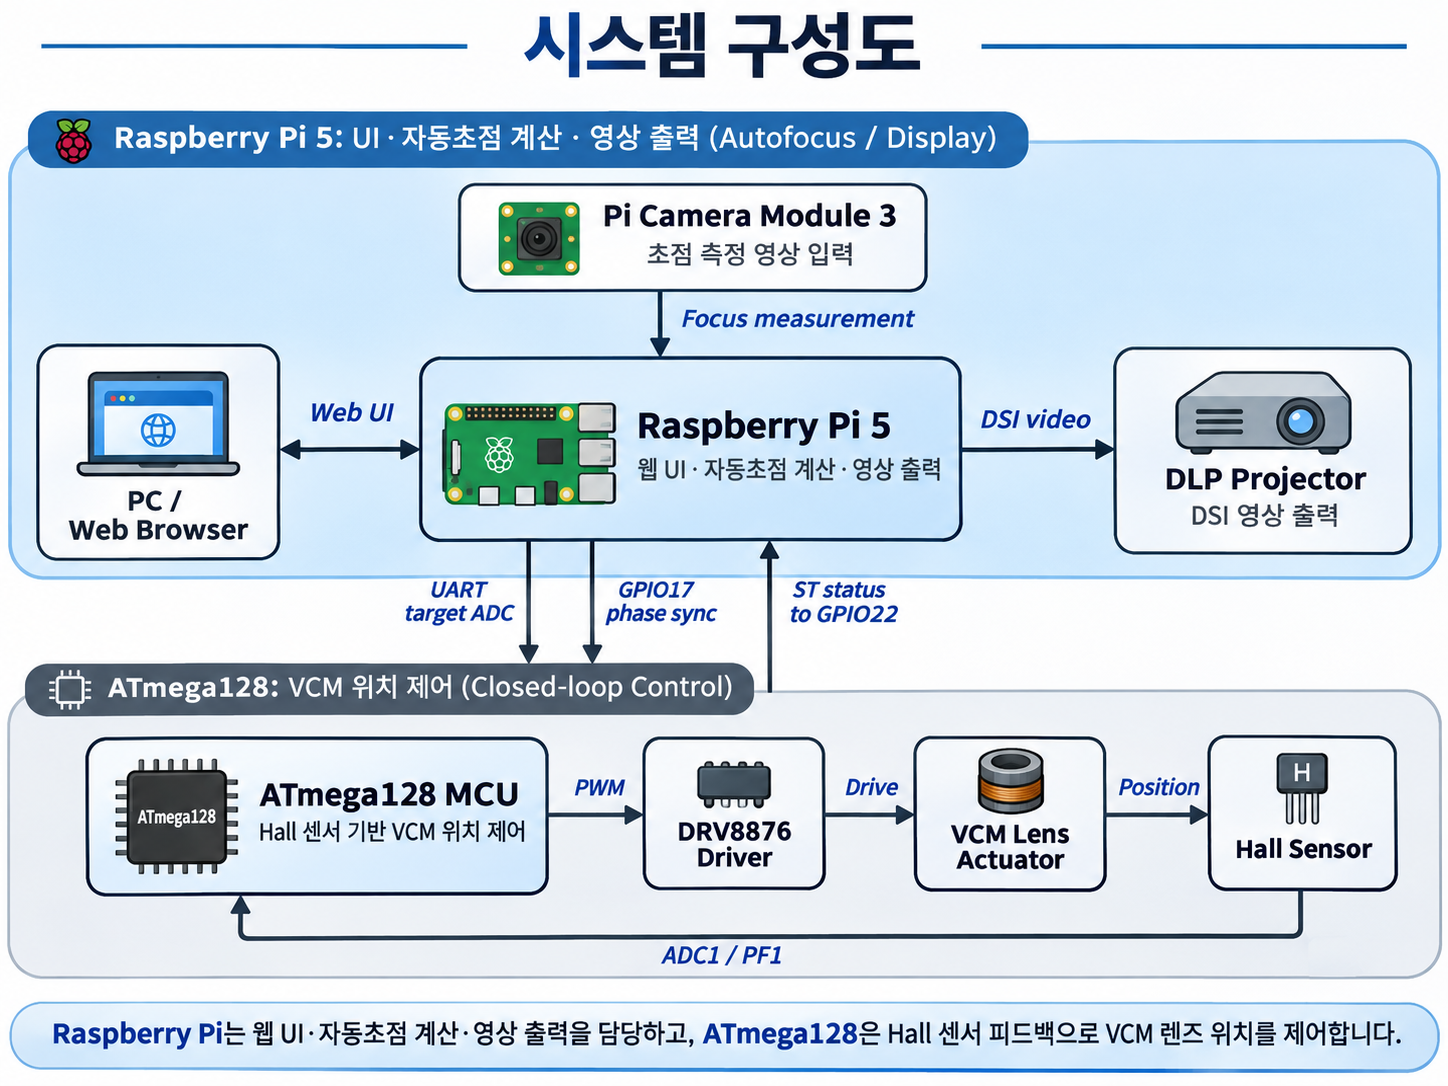 시스템 구성도
Raspberry Pi 5: UI · 자동초점 계산 · 영상 출력 (Autofocus / Display)
Pi Camera Module 3
초점 측정 영상 입력
Focus measurement
PC /
Web Browser
Web UI
Raspberry Pi 5
웹 UI · 자동초점 계산 · 영상 출력
DSI video
DLP Projector
DSI 영상 출력
UART
target ADC
GPIO17
phase sync
ST status
to GPIO22
ATmega128: VCM 위치 제어 (Closed-loop Control)
ATmega128
ATmega128 MCU
Hall 센서 기반 VCM 위치 제어
PWM
DRV8876
Driver
Drive
VCM Lens
Actuator
Position
H
Hall Sensor
ADC1 / PF1
Raspberry Pi는 웹 UI · 자동초점 계산 · 영상 출력을 담당하고, ATmega128은 Hall 센서 피드백으로 VCM 렌즈 위치를 제어합니다.